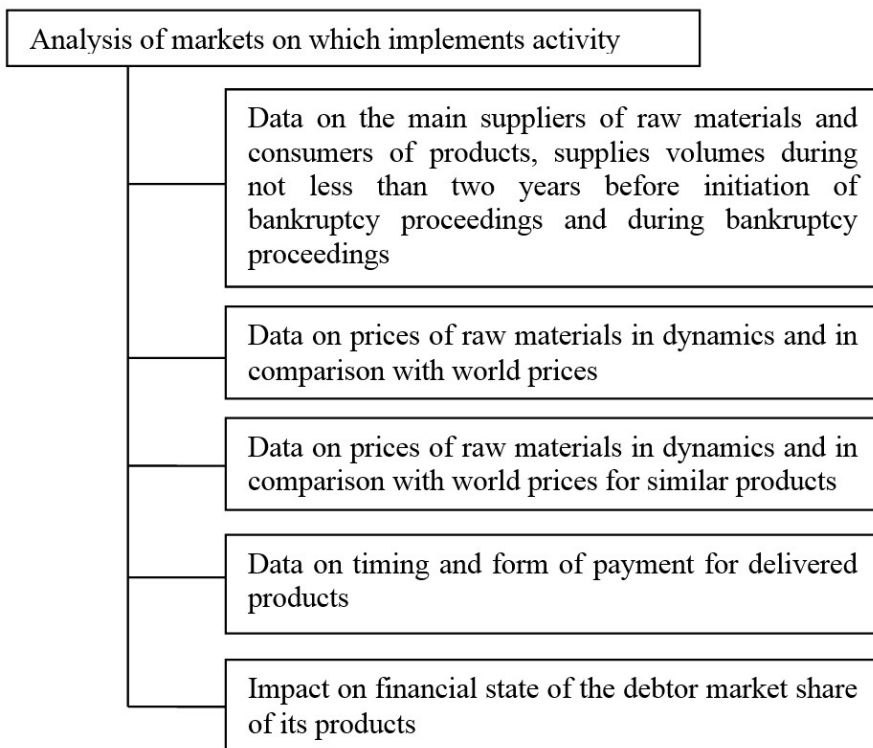 Analysis of markets on which implements activity
Data on the main suppliers of raw materials and
consumers of products, supplies volumes during
not less than two years before initiation of
bankruptcy proceedings and during bankruptcy
proceedings
Data on prices of raw materials in dynamics and in
comparison with world prices
Data on prices of raw materials in dynamics and in
comparison with world prices for similar products
Data on timing and form of payment for delivered
products
Impact on financial state of the debtor market share
of its products